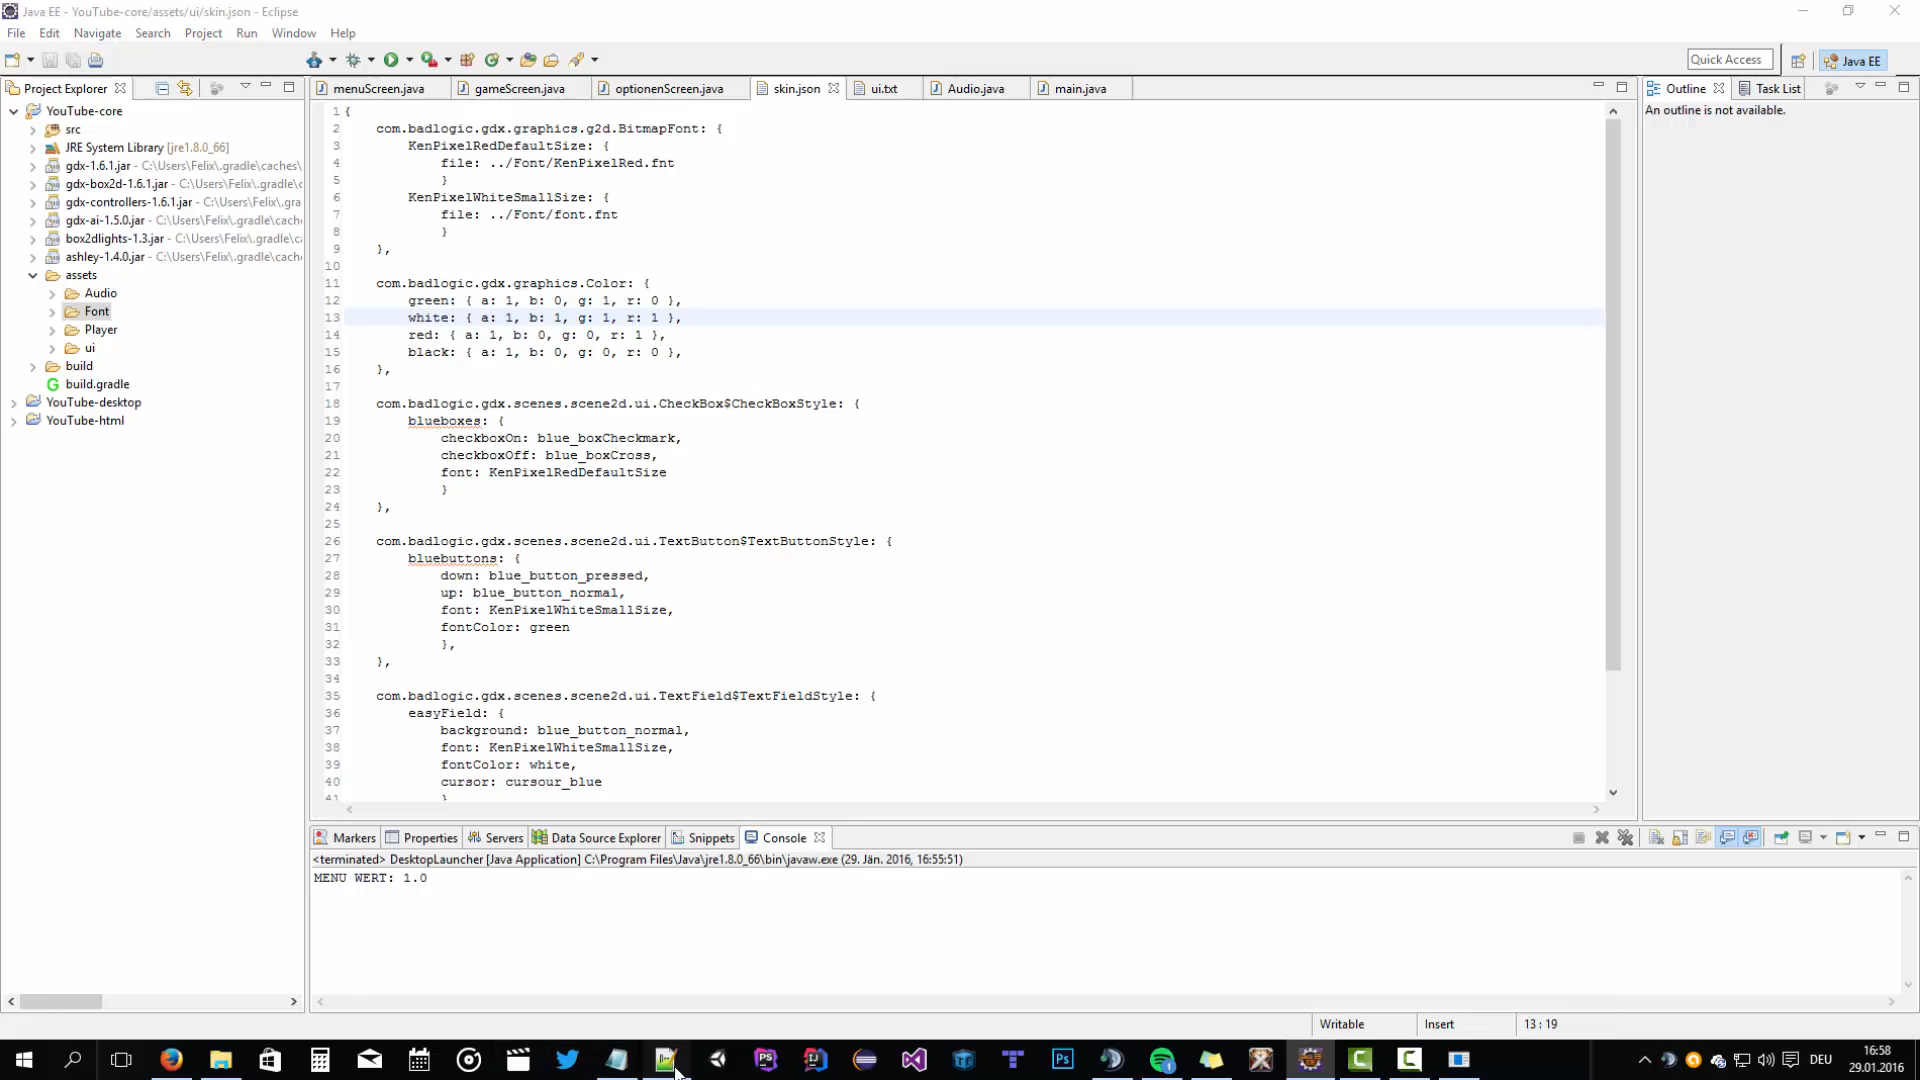 Java EE - YouTube-core/assets/ui/skin.json - Eclipse
File Edit Navigate Search Project Run Window Help
Quick Access
Java EE
Project Explorer
menuScreen.java
gameScreen.java
optionenScreen.java
skin.json
ui.txt
Audio.java
main.java
Outline
Task List
An outline is not available.
YouTube-core
src
JRE System Library [jre1.8.0_66]
gdx-1.6.1.jar - C:\Users\Felix\.gradle\caches\
gdx-box2d-1.6.1.jar - C:\Users\Felix\.gradle\c
gdx-controllers-1.6.1.jar - C:\Users\Felix\.gra
gdx-ai-1.5.0.jar - C:\Users\Felix\.gradle\cache
box2dlights-1.3.jar - C:\Users\Felix\.gradle\ca
ashley-1.4.0.jar - C:\Users\Felix\.gradle\cache
assets
Audio
Font
Player
ui
build
build.gradle
YouTube-desktop
YouTube-html
1 {
2 com.badlogic.gdx.graphics.g2d.BitmapFont: {
3 KenPixelRedDefaultSize: {
4 file: ../Font/KenPixelRed.fnt
5 }
6 KenPixelWhiteSmallSize: {
7 file: ../Font/font.fnt
8 }
9 },
10
11 com.badlogic.gdx.graphics.Color: {
12 green: { a: 1, b: 0, g: 1, r: 0 },
13 white: { a: 1, b: 1, g: 1, r: 1 },
14 red: { a: 1, b: 0, g: 0, r: 1 },
15 black: { a: 1, b: 0, g: 0, r: 0 },
16 },
17
18 com.badlogic.gdx.scenes.scene2d.ui.CheckBox$CheckBoxStyle: {
19 blueboxes: {
20 checkboxOn: blue_boxCheckmark,
21 checkboxOff: blue_boxCross,
22 font: KenPixelRedDefaultSize
23 }
24 },
25
26 com.badlogic.gdx.scenes.scene2d.ui.TextButton$TextButtonStyle: {
27 bluebuttons: {
28 down: blue_button_pressed,
29 up: blue_button_normal,
30 font: KenPixelWhiteSmallSize,
31 fontColor: green
32 },
33 },
34
35 com.badlogic.gdx.scenes.scene2d.ui.TextField$TextFieldStyle: {
36 easyField: {
37 background: blue_button_normal,
38 font: KenPixelWhiteSmallSize,
39 fontColor: white,
40 cursor: cursour_blue
41 }
Markers
Properties
Servers
Data Source Explorer
Snippets
Console
<terminated> DesktopLauncher [Java Application] C:\Program Files\Java\jre1.8.0_66\bin\javaw.exe (29. Jän. 2016, 16:55:51)
MENU WERT: 1.0
Writable
Insert
13 : 19
DEU
16:58
29.01.2016